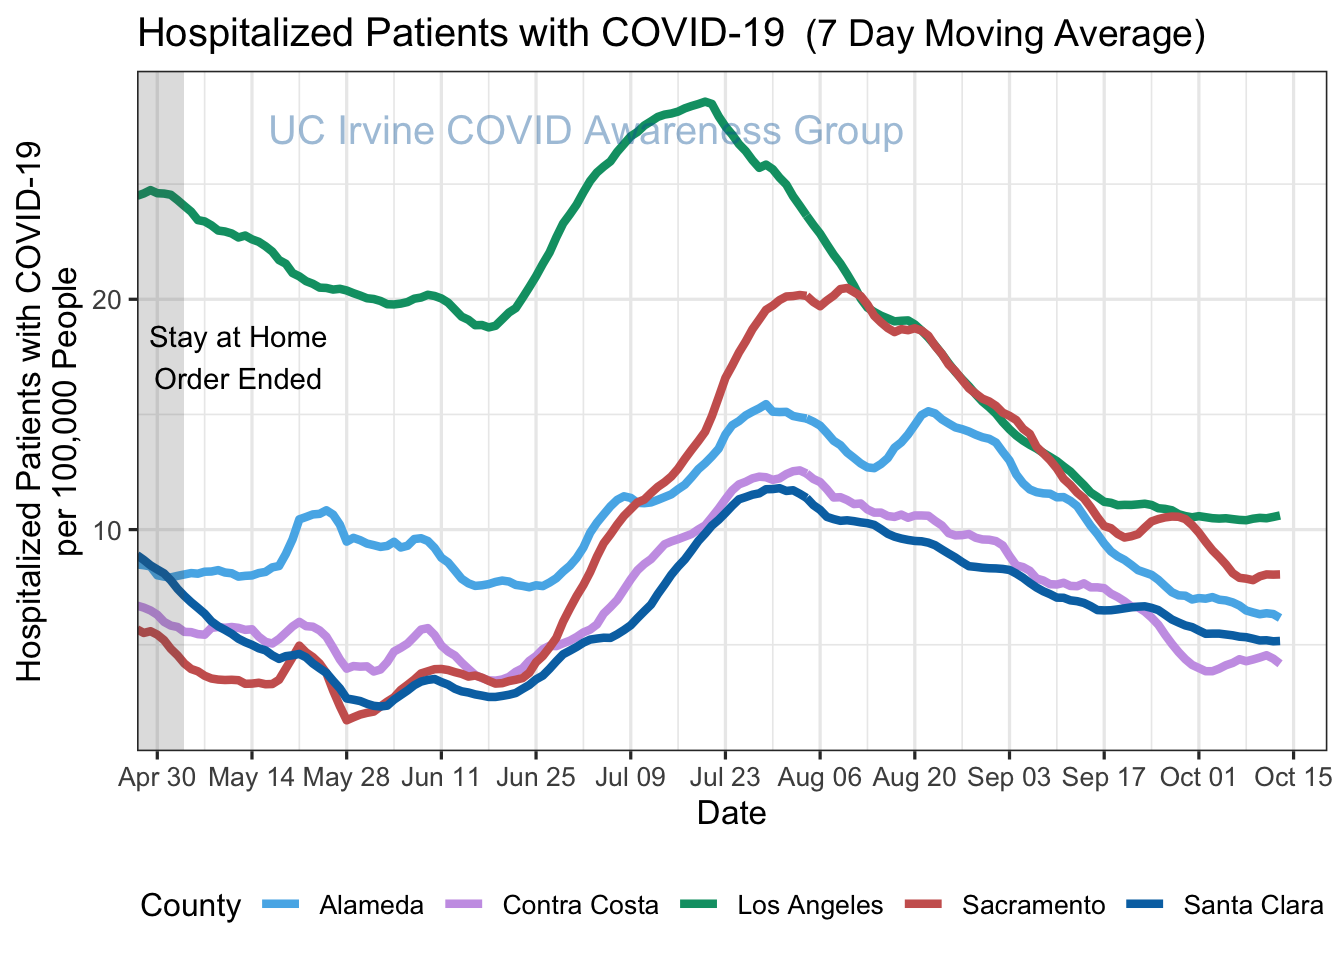 Hospitalized Patients with COVID-19  (7 Day Moving Average)
UC Irvine COVID Awareness Group
Hospitalized Patients with COVID-19
per 100,000 People
20
10
Stay at Home
Order Ended
Apr 30 May 14 May 28 Jun 11 Jun 25 Jul 09 Jul 23 Aug 06 Aug 20 Sep 03 Sep 17 Oct 01 Oct 15
Date
County Alameda Contra Costa Los Angeles Sacramento Santa Clara